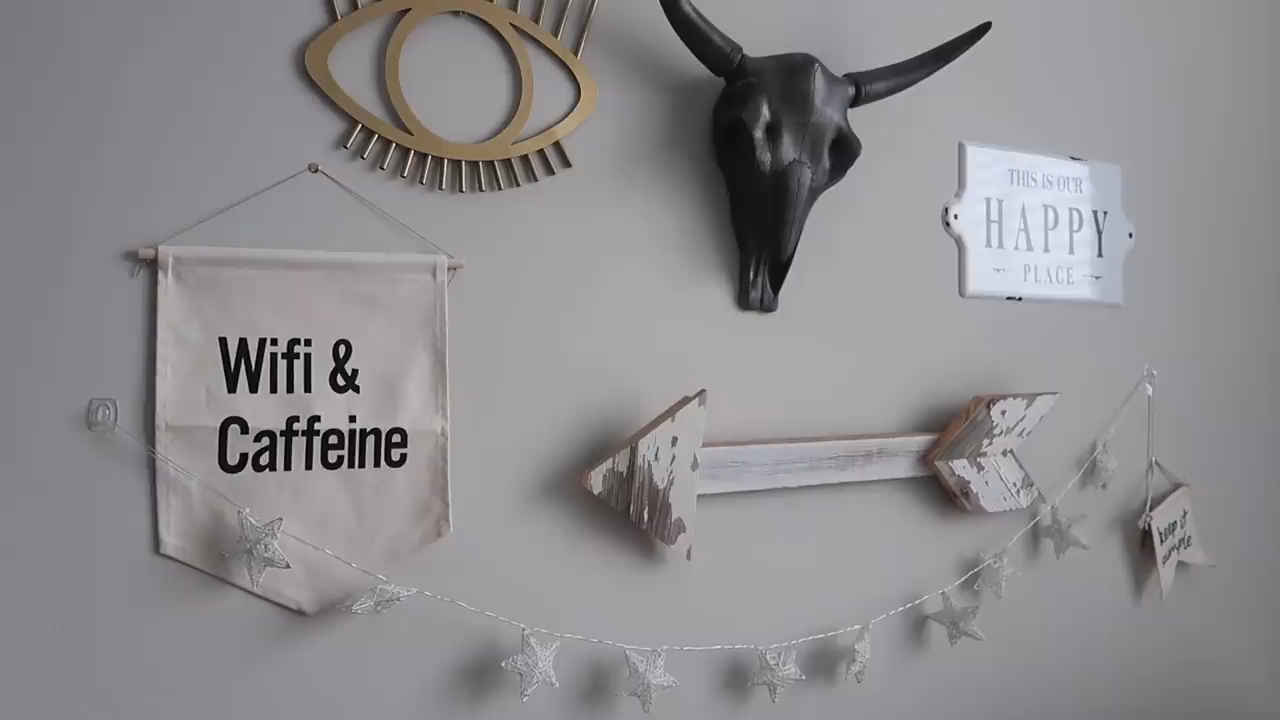 THIS IS OUR
HAPPY
PLACE
Wifi &
Caffeine
keep it
simple